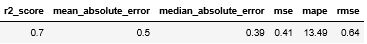 r2_score mean_absolute_error median_absolute_error mse mape rmse
0.7 0.5 0.39 0.41 13.49 0.64